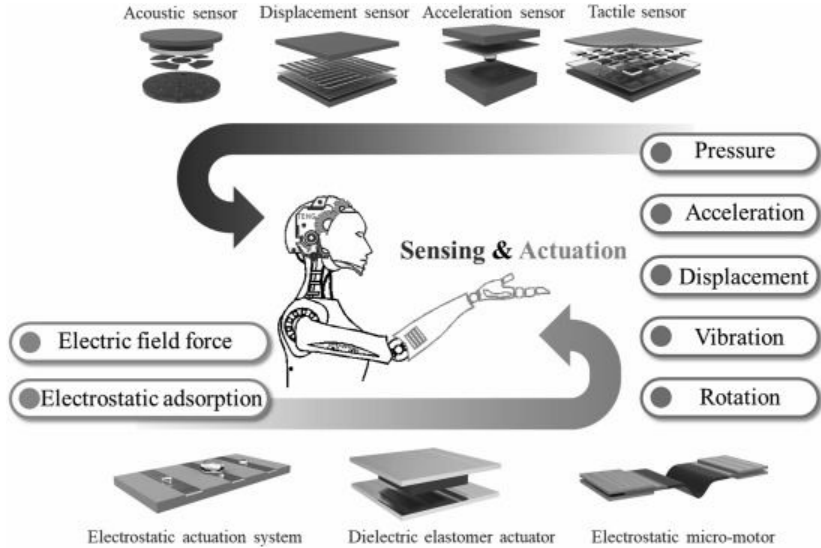 Acoustic sensor
Displacement sensor
Acceleration sensor
Tactile sensor
Pressure
Acceleration
Displacement
Vibration
Rotation
TENG
Sensing & Actuation
Electric field force
Electrostatic adsorption
Electrostatic actuation system
Dielectric elastomer actuator
Electrostatic micro-motor